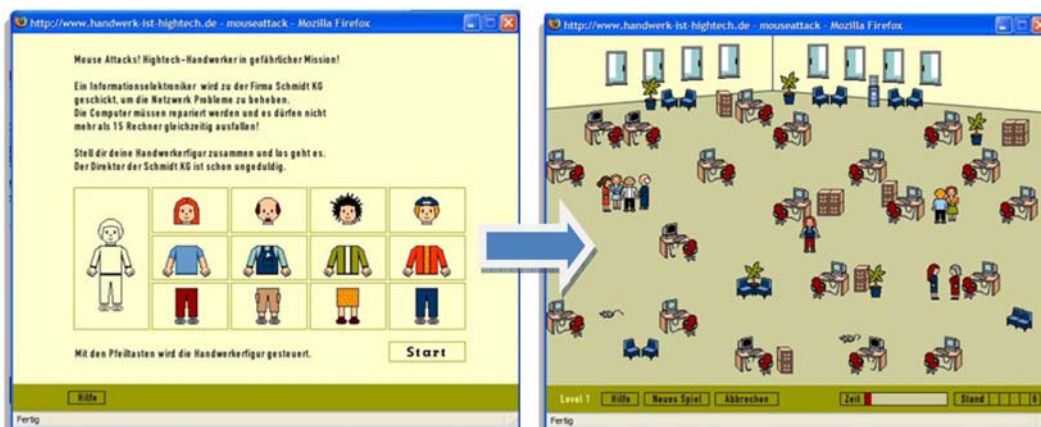 http://www.handwerk-ist-hightech.de - mouseattack - Mozilla Firefox
Mouse Attacks! Hightech-Handwerker in gefährlicher Mission!
Ein Informationselektroniker wird zu der Firma Schmidt KG
geschickt, um die Netzwerk Probleme zu beheben.
Die Computer müssen repariert werden und es dürfen nicht
mehr als 15 Rechner gleichzeitig ausfallen!
Stell dir deine Handwerkerfigur zusammen und los geht es.
Der Direktor der Schmidt KG ist schon ungeduldig.
Mit den Pfeiltasten wird die Handwerkerfigur gesteuert.
Start
Hilfe
Fertig
http://www.handwerk-ist-hightech.de - mouseattack - Mozilla Firefox
Level 1 Hilfe Neues Spiel Abbrechen Zeit Stand
Fertig